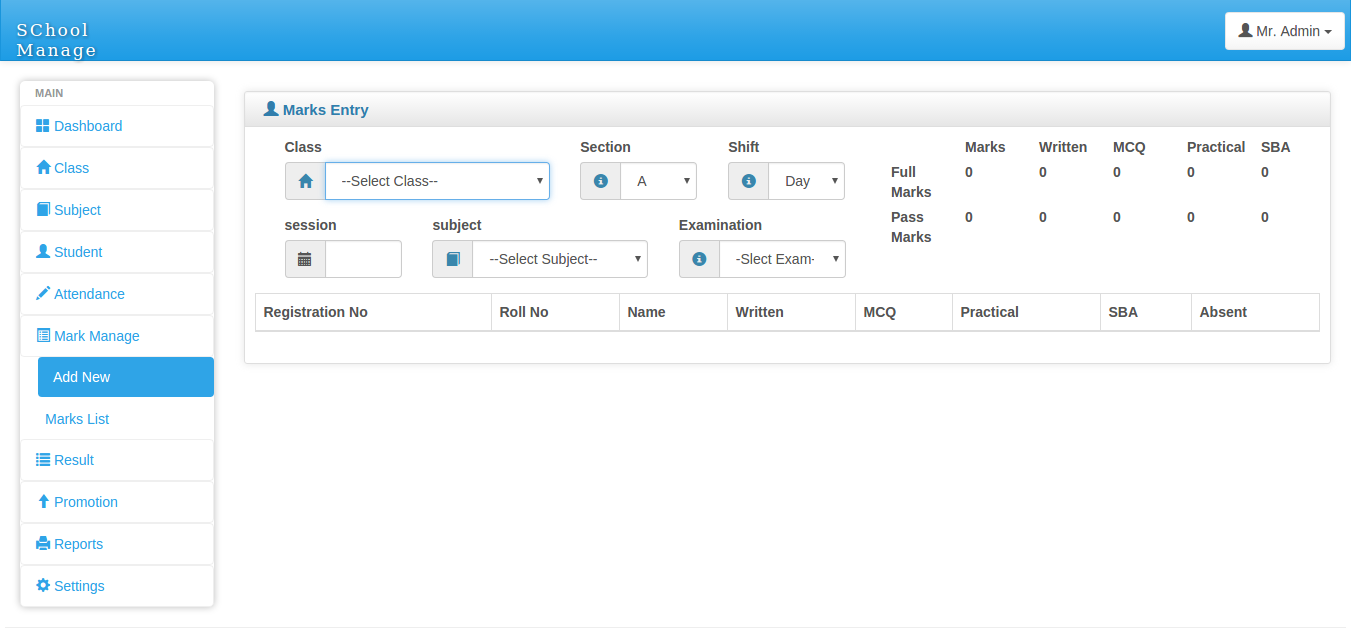 SChool
Manage
Mr. Admin
MAIN
Dashboard
Class
Subject
Student
Attendance
Mark Manage
Add New
Marks List
Result
Promotion
Reports
Settings
Marks Entry
Class Section Shift
--Select Class-- A Day
session subject Examination
--Select Subject-- -Slct Exam-
Marks Written MCQ Practical SBA
Full Marks 0 0 0 0 0
Pass Marks 0 0 0 0 0
Registration No Roll No Name Written MCQ Practical SBA Absent